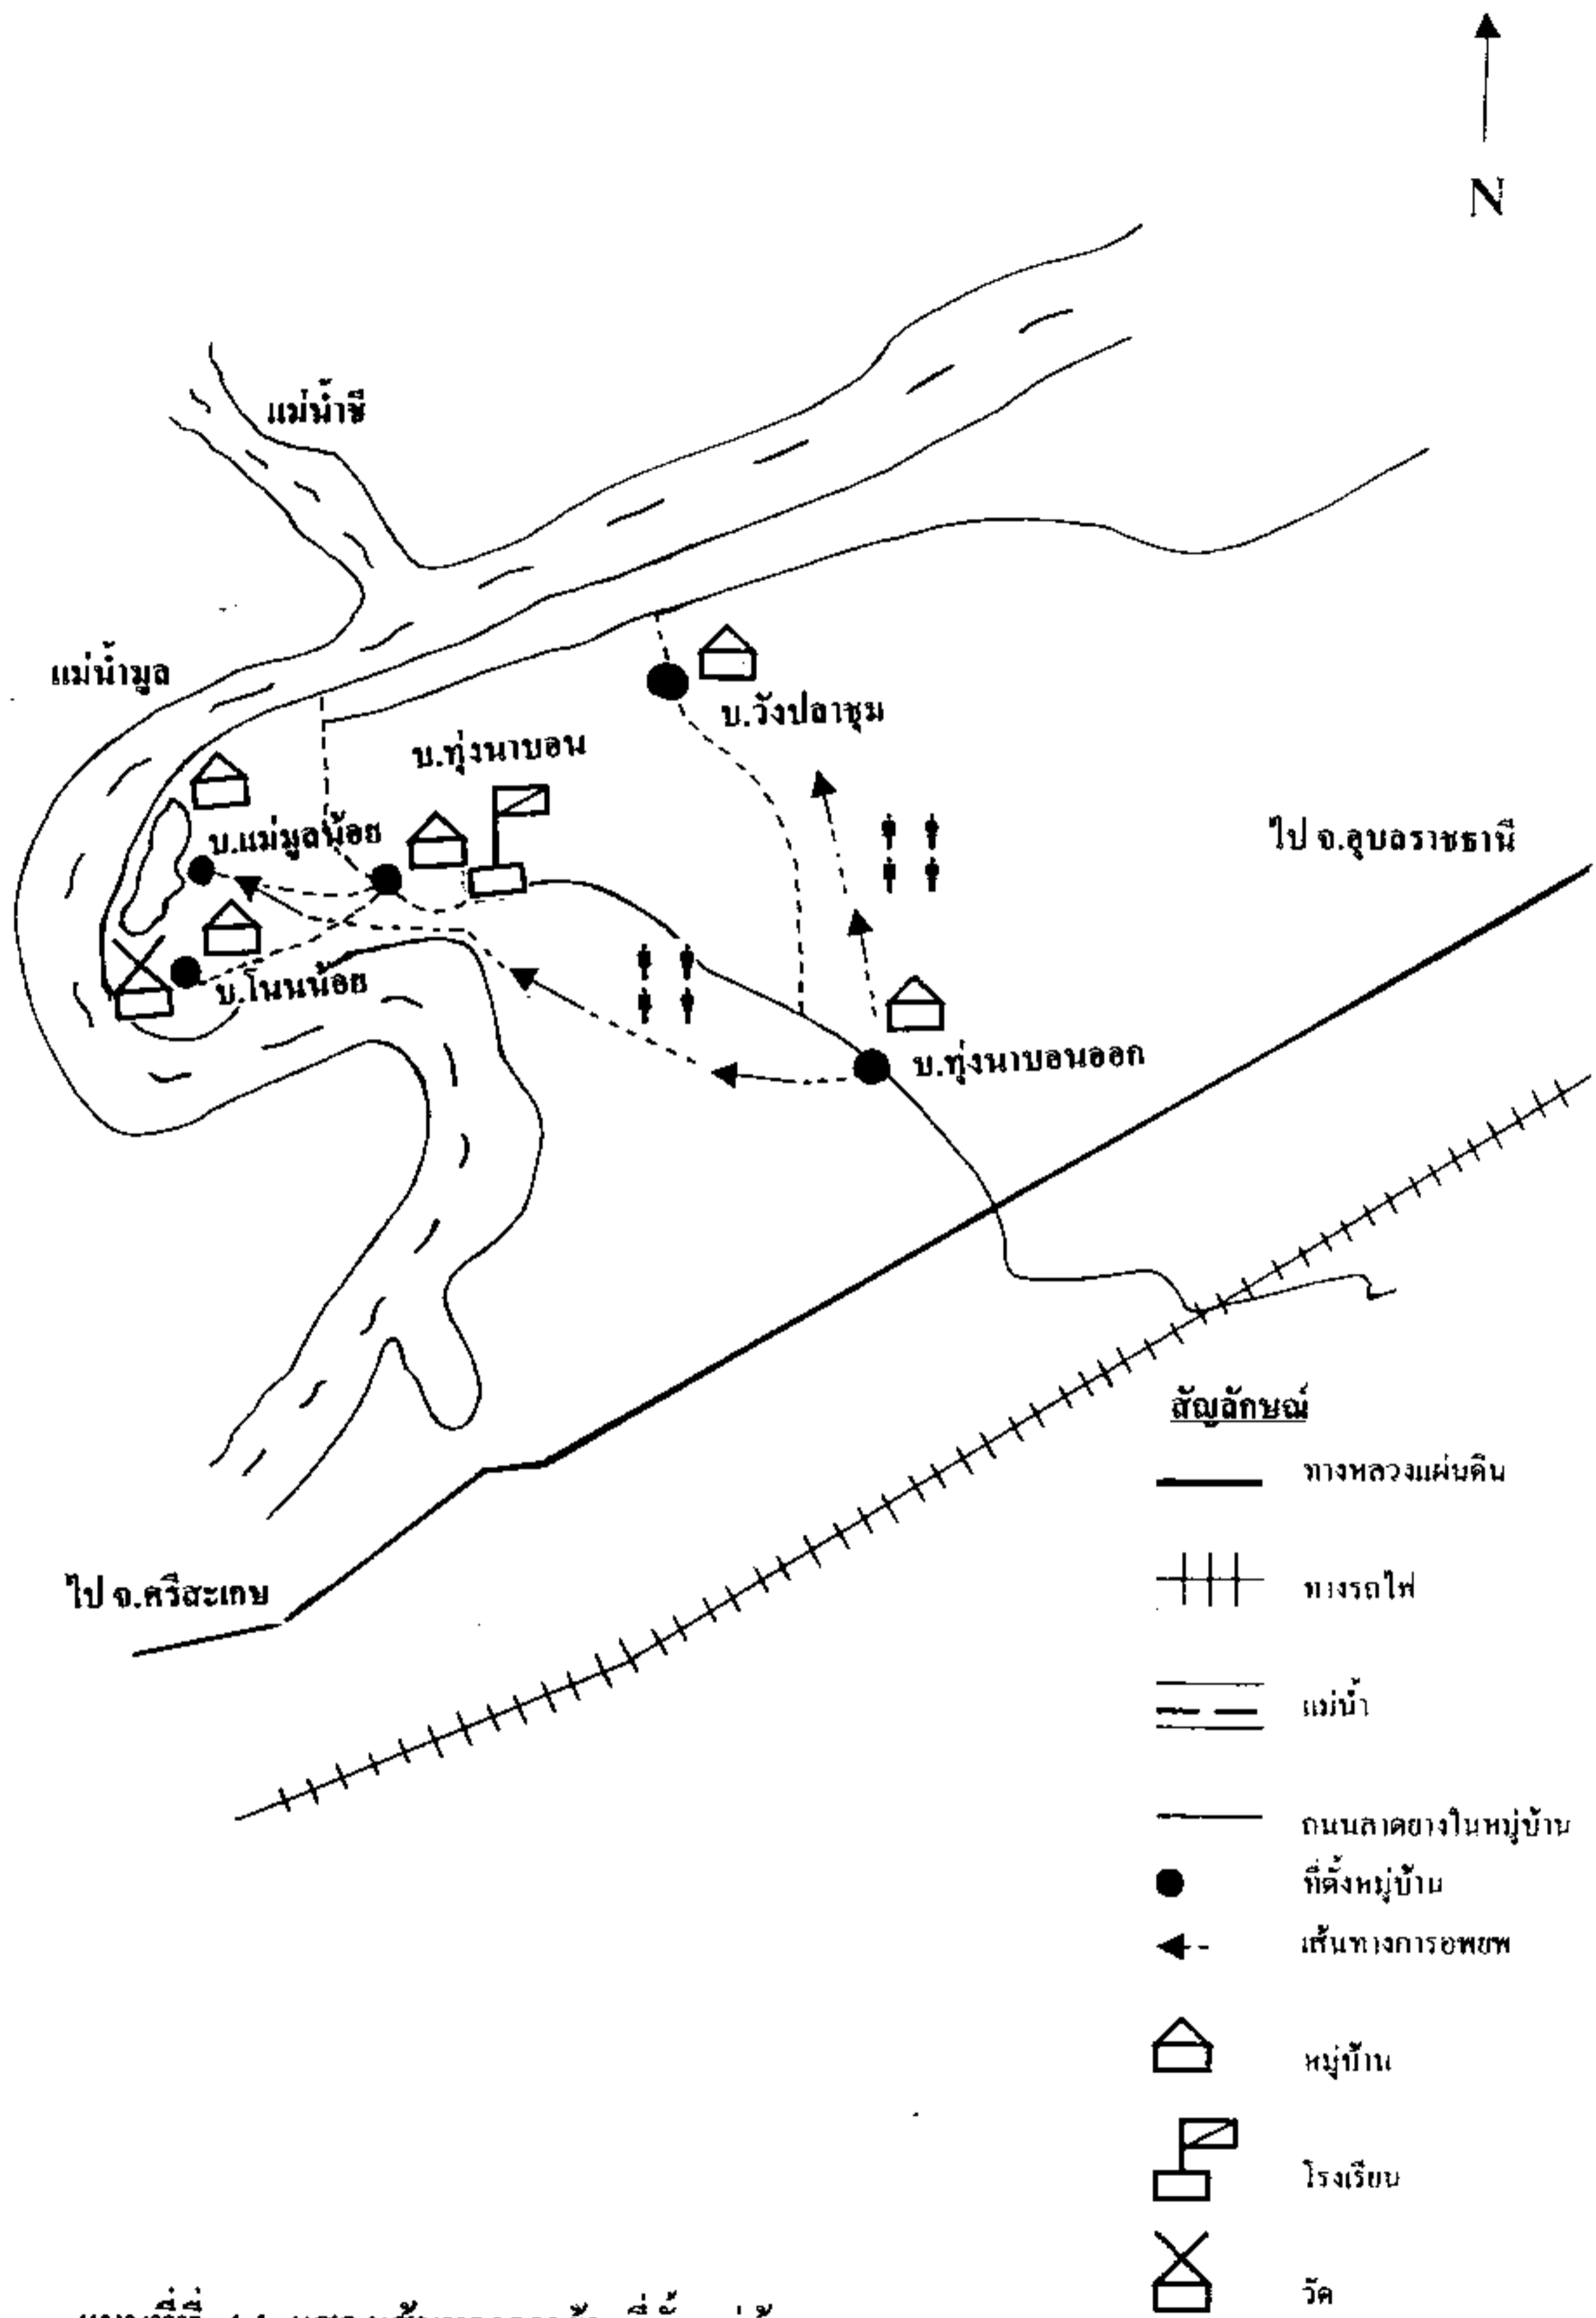 N
แม่น้ำชี
แม่น้ำมูล
บ.วังปลาชุม
บ.ทุ่งนาบอน
บ.แม่มูลน้อย
ไป จ.อุบลราชธานี
บ.โนนน้อย
บ.ทุ่งนาบอนออก
สัญลักษณ์
ทางหลวงแผ่นดิน
ไป จ.ศรีสะเกษ
ทางรถไฟ
แม่น้ำ
ถนนลาดยางในหมู่บ้าน
ที่ตั้งหมู่บ้าน
เส้นทางการอพยพ
หมู่บ้าน
โรงเรียน
วัด